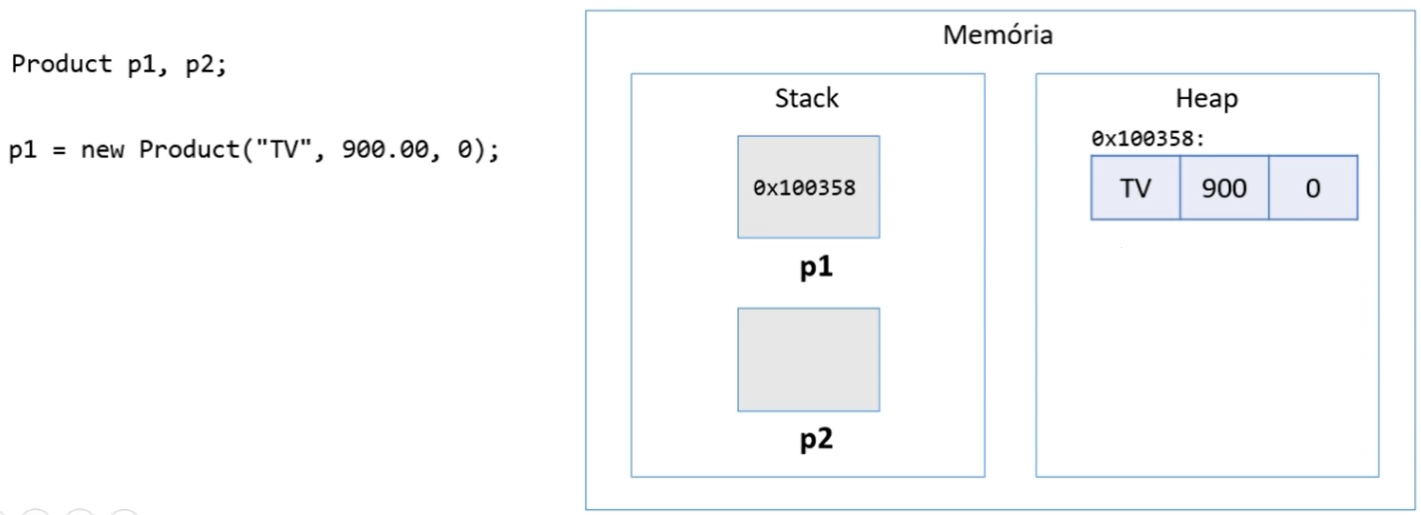 Product p1, p2;
p1 = new Product("TV", 900.00, 0);
Memória
Stack
0x100358
p1
p2
Heap
0x100358:
TV 900 0